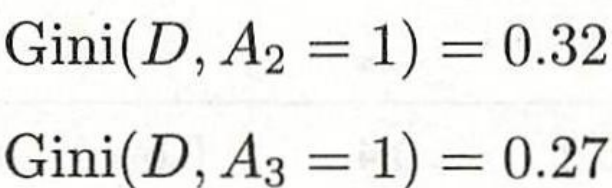 Gini(D, A₂ = 1) = 0.32
Gini(D, A₃ = 1) = 0.27